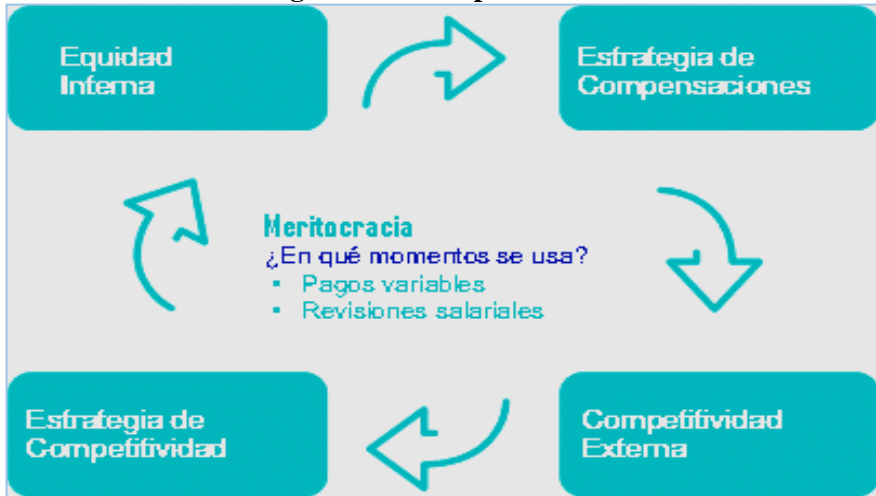 Equidad
Interna
Estrategia de
Compensaciones
Meritocracia
¿En qué momentos se usa?
▪ Pagos variables
▪ Revisiones salariales
Estrategia de
Competitividad
Competitividad
Externa